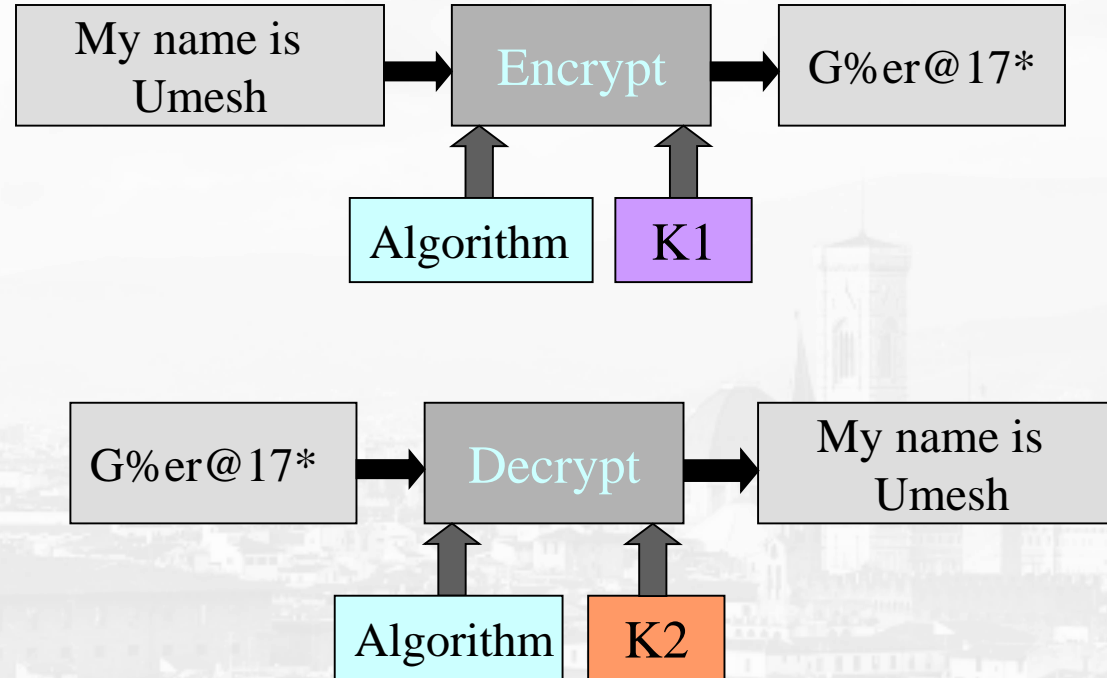 My name is
Umesh
Encrypt
G%er@17*
Algorithm
K1
G%er@17*
Decrypt
My name is
Umesh
Algorithm
K2